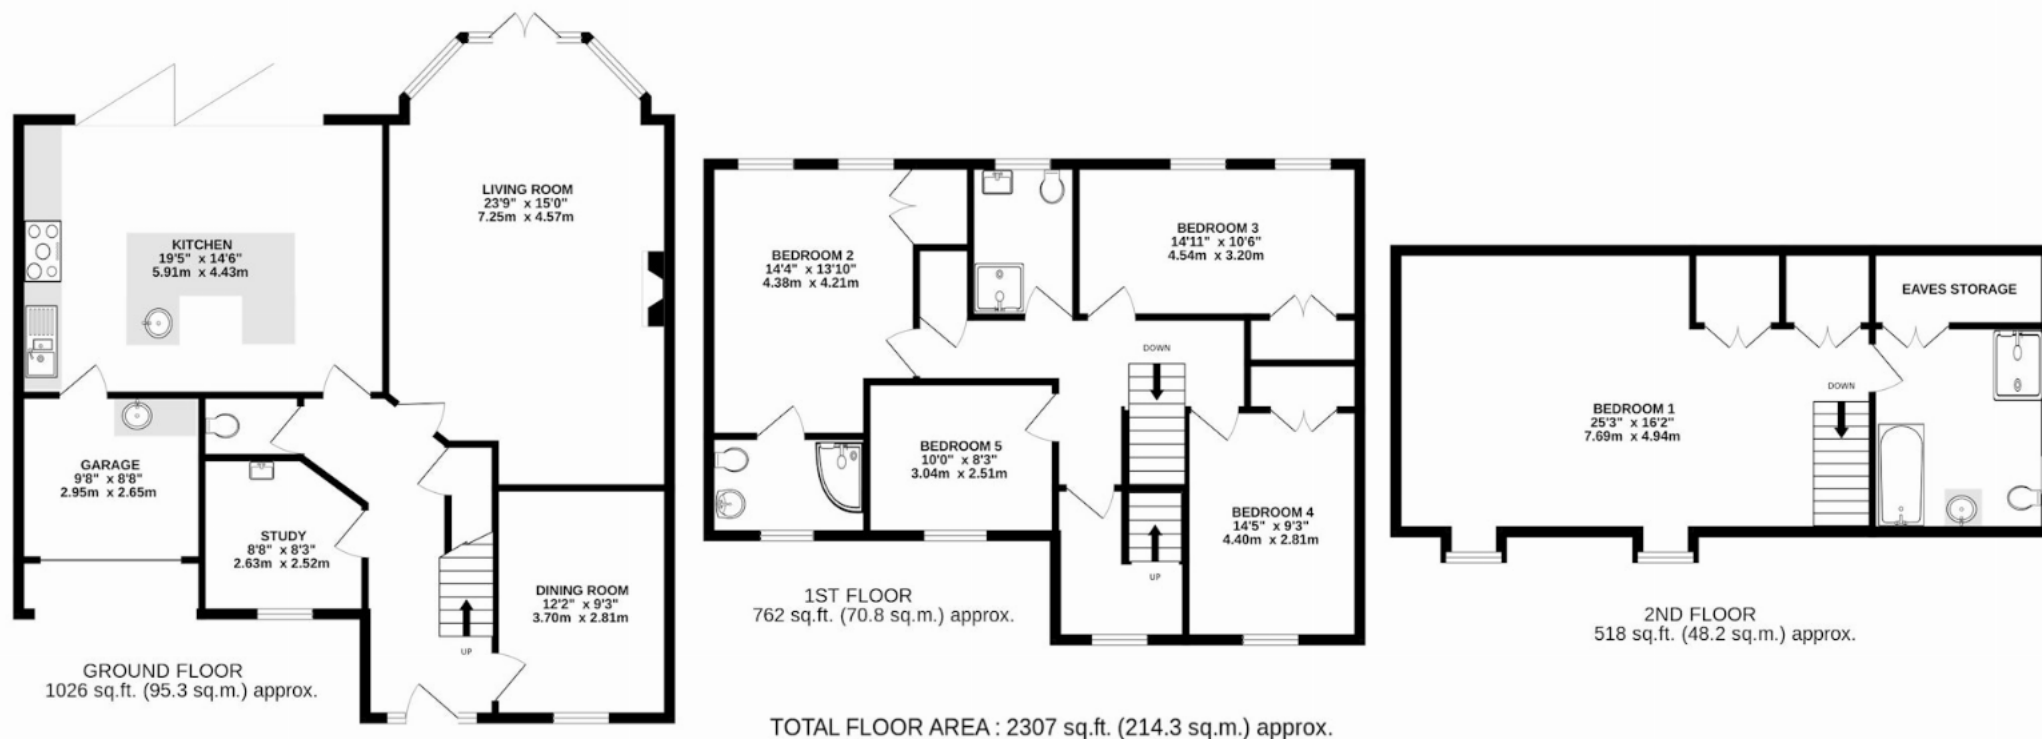 LIVING ROOM
23'9" x 15'0"
7.25m x 4.57m
KITCHEN
19'5" x 14'6"
5.91m x 4.43m
GARAGE
9'8" x 8'8"
2.95m x 2.65m
STUDY
8'8" x 8'3"
2.63m x 2.52m
DINING ROOM
12'2" x 9'3"
3.70m x 2.81m
UP
GROUND FLOOR
1026 sq.ft. (95.3 sq.m.) approx.
BEDROOM 2
14'4" x 13'10"
4.38m x 4.21m
BEDROOM 3
14'11" x 10'6"
4.54m x 3.20m
DOWN
BEDROOM 5
10'0" x 8'3"
3.04m x 2.51m
BEDROOM 4
14'5" x 9'3"
4.40m x 2.81m
UP
1ST FLOOR
762 sq.ft. (70.8 sq.m.) approx.
EAVES STORAGE
DOWN
BEDROOM 1
25'3" x 16'2"
7.69m x 4.94m
2ND FLOOR
518 sq.ft. (48.2 sq.m.) approx.
TOTAL FLOOR AREA : 2307 sq.ft. (214.3 sq.m.) approx.